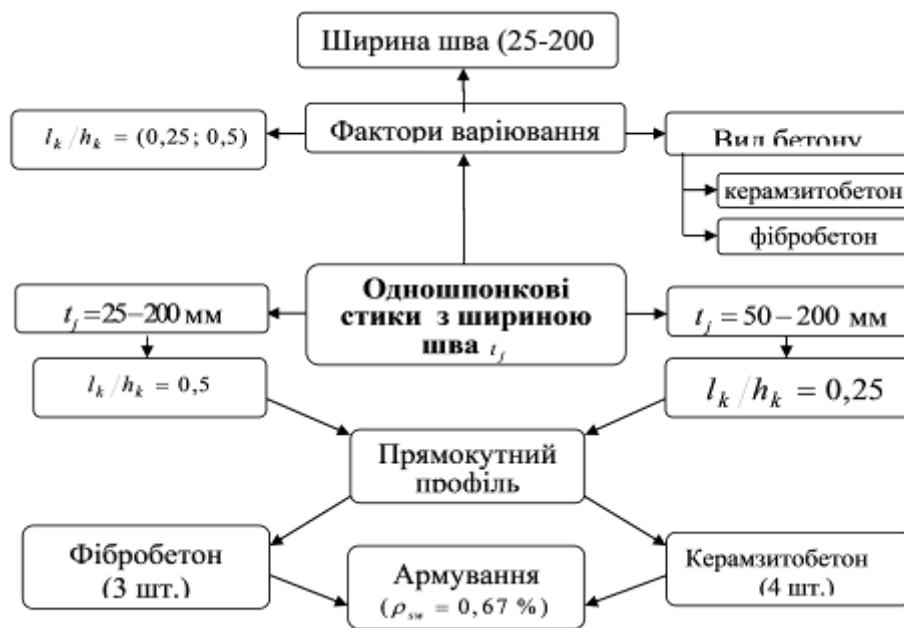 Ширина шва (25-200
l_k/h_k = (0,25; 0,5)
Фактори варіювання
Вид бетону
керамзитобетон
фібробетон
Одношпонкові
стики з шириною
шва t_j
t_j =25–200 мм
t_j = 50 – 200 мм
l_k/h_k = 0,5
l_k/h_k = 0,25
Прямокутний
профіль
Фібробетон
(3 шт.)
Армування
(ρ_sw = 0,67 %)
Керамзитобетон
(4 шт.)